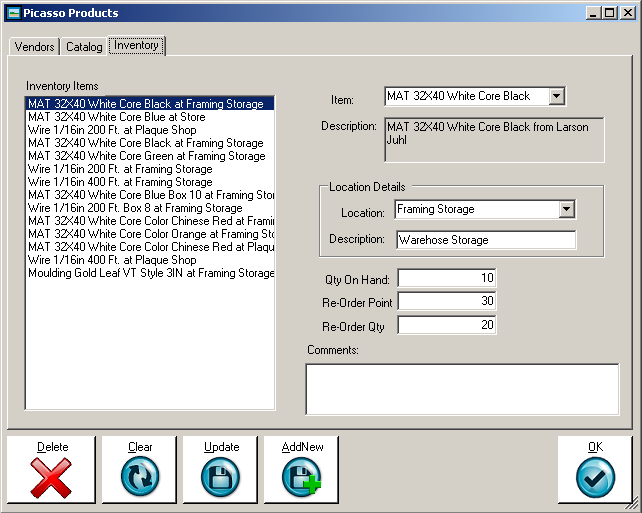 Picasso Products
Vendors Catalog Inventory
Inventory Items
MAT 32X40 White Core Black at Framing Storage
MAT 32X40 White Core Blue at Store
Wire 1/16in 200 Ft. at Plaque Shop
MAT 32X40 White Core Black at Framing Storage
MAT 32X40 White Core Green at Framing Storage
Wire 1/16in 200 Ft. at Framing Storage
Wire 1/16in 400 Ft. at Framing Storage
MAT 32X40 White Core Blue Box 10 at Framing Stor
Wire 1/16in 200 Ft. Box 8 at Framing Storage
MAT 32X40 White Core Color Chinese Red at Framin
MAT 32X40 White Core Color Orange at Framing Sto
MAT 32X40 White Core Color Chinese Red at Plaqu
Wire 1/16in 400 Ft. at Plaque Shop
Moulding Gold Leaf VT Style 3IN at Framing Storage
Item: MAT 32X40 White Core Black
Description: MAT 32X40 White Core Black from Larson
Juhl
Location Details
Location: Framing Storage
Description: Warehose Storage
Qty On Hand: 10
Re-Order Point 30
Re-Order Qty 20
Comments:
Delete Clear Update AddNew OK